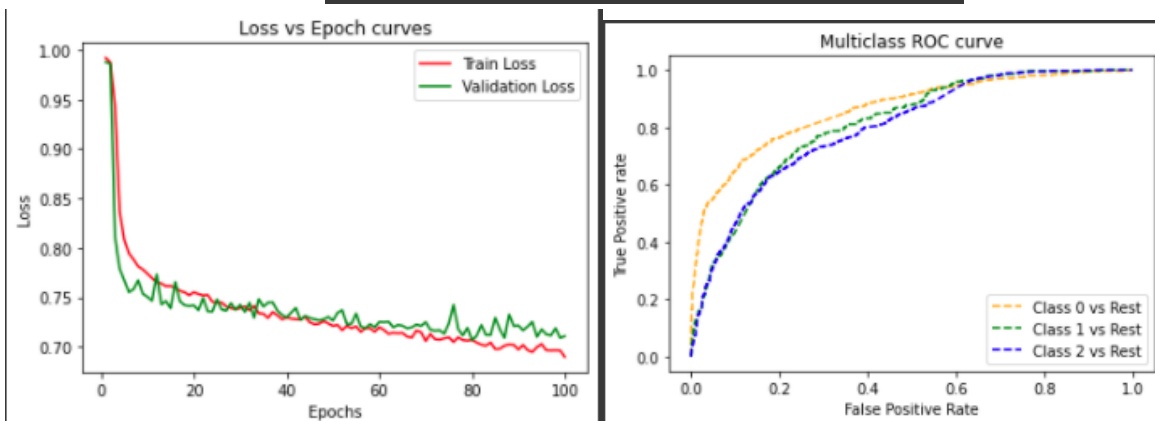 Loss vs Epoch curves
1.00
0.95
0.90
0.85
0.80
0.75
0.70
Loss
Train Loss
Validation Loss
0
20
40
60
80
100
Epochs
Multiclass ROC curve
1.0
0.8
0.6
0.4
0.2
0.0
True Positive rate
Class 0 vs Rest
Class 1 vs Rest
Class 2 vs Rest
0.0
0.2
0.4
0.6
0.8
1.0
False Positive Rate